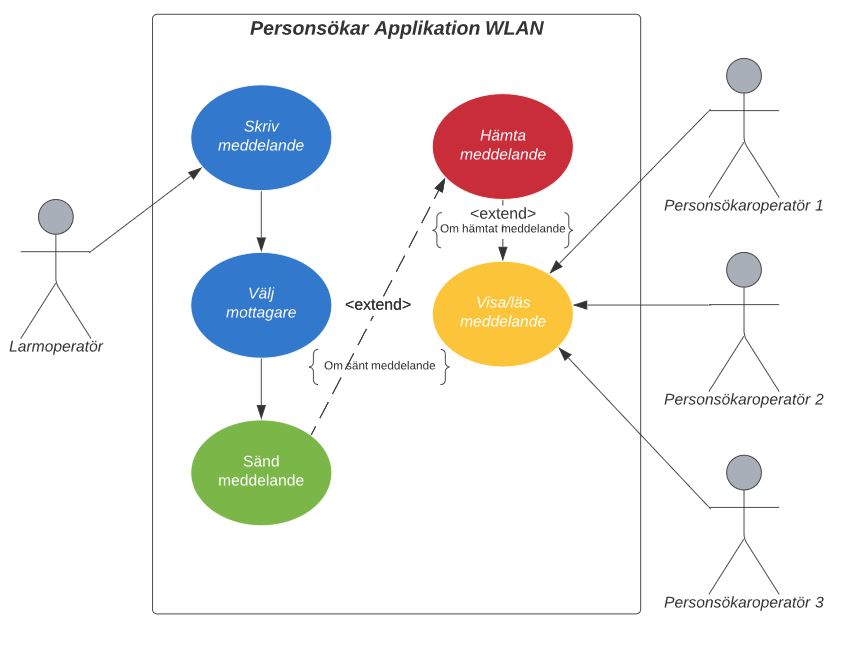 Personsökar Applikation WLAN
Skriv
meddelande
Hämta
meddelande
Personsökaroperatör 1
<extend>
Om hämtat meddelande
Larmoperatör
Välj
mottagare
<extend>
Visa/läs
meddelande
Om sänt meddelande
Personsökaroperatör 2
Sänd
meddelande
Personsökaroperatör 3